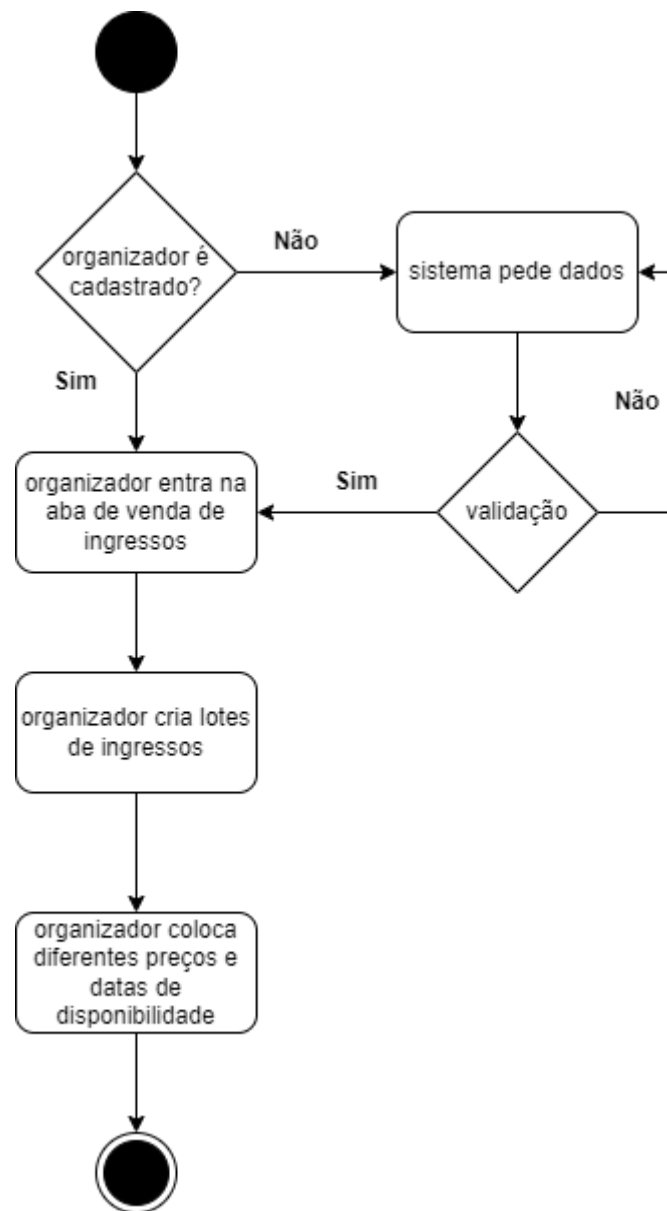 organizador é
cadastrado?
Não
sistema pede dados
Sim
Não
organizador entra na
aba de venda de
ingressos
Sim
validação
organizador cria lotes
de ingressos
organizador coloca
diferentes preços e
datas de
disponibilidade